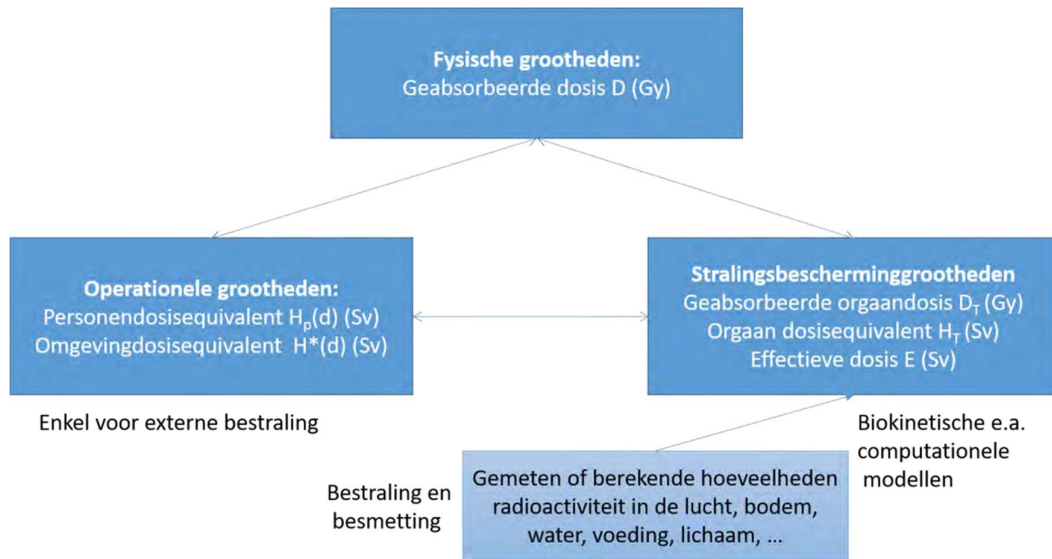 Fysische grootheden:
Geabsorbeerde dosis D (Gy)
Operationele grootheden:
Personendosisequivalent Hp(d) (Sv)
Omgevingdosisequivalent H*(d) (Sv)
Stralingsbescherminggrootheden
Geabsorbeerde orgaandosis DT (Gy)
Orgaan dosisequivalent HT (Sv)
Effectieve dosis E (Sv)
Enkel voor externe bestraling
Biokinetische e.a.
computationele
modellen
Bestraling en
besmetting
Gemeten of berekende hoeveelheden
radioactiviteit in de lucht, bodem,
water, voeding, lichaam, ...